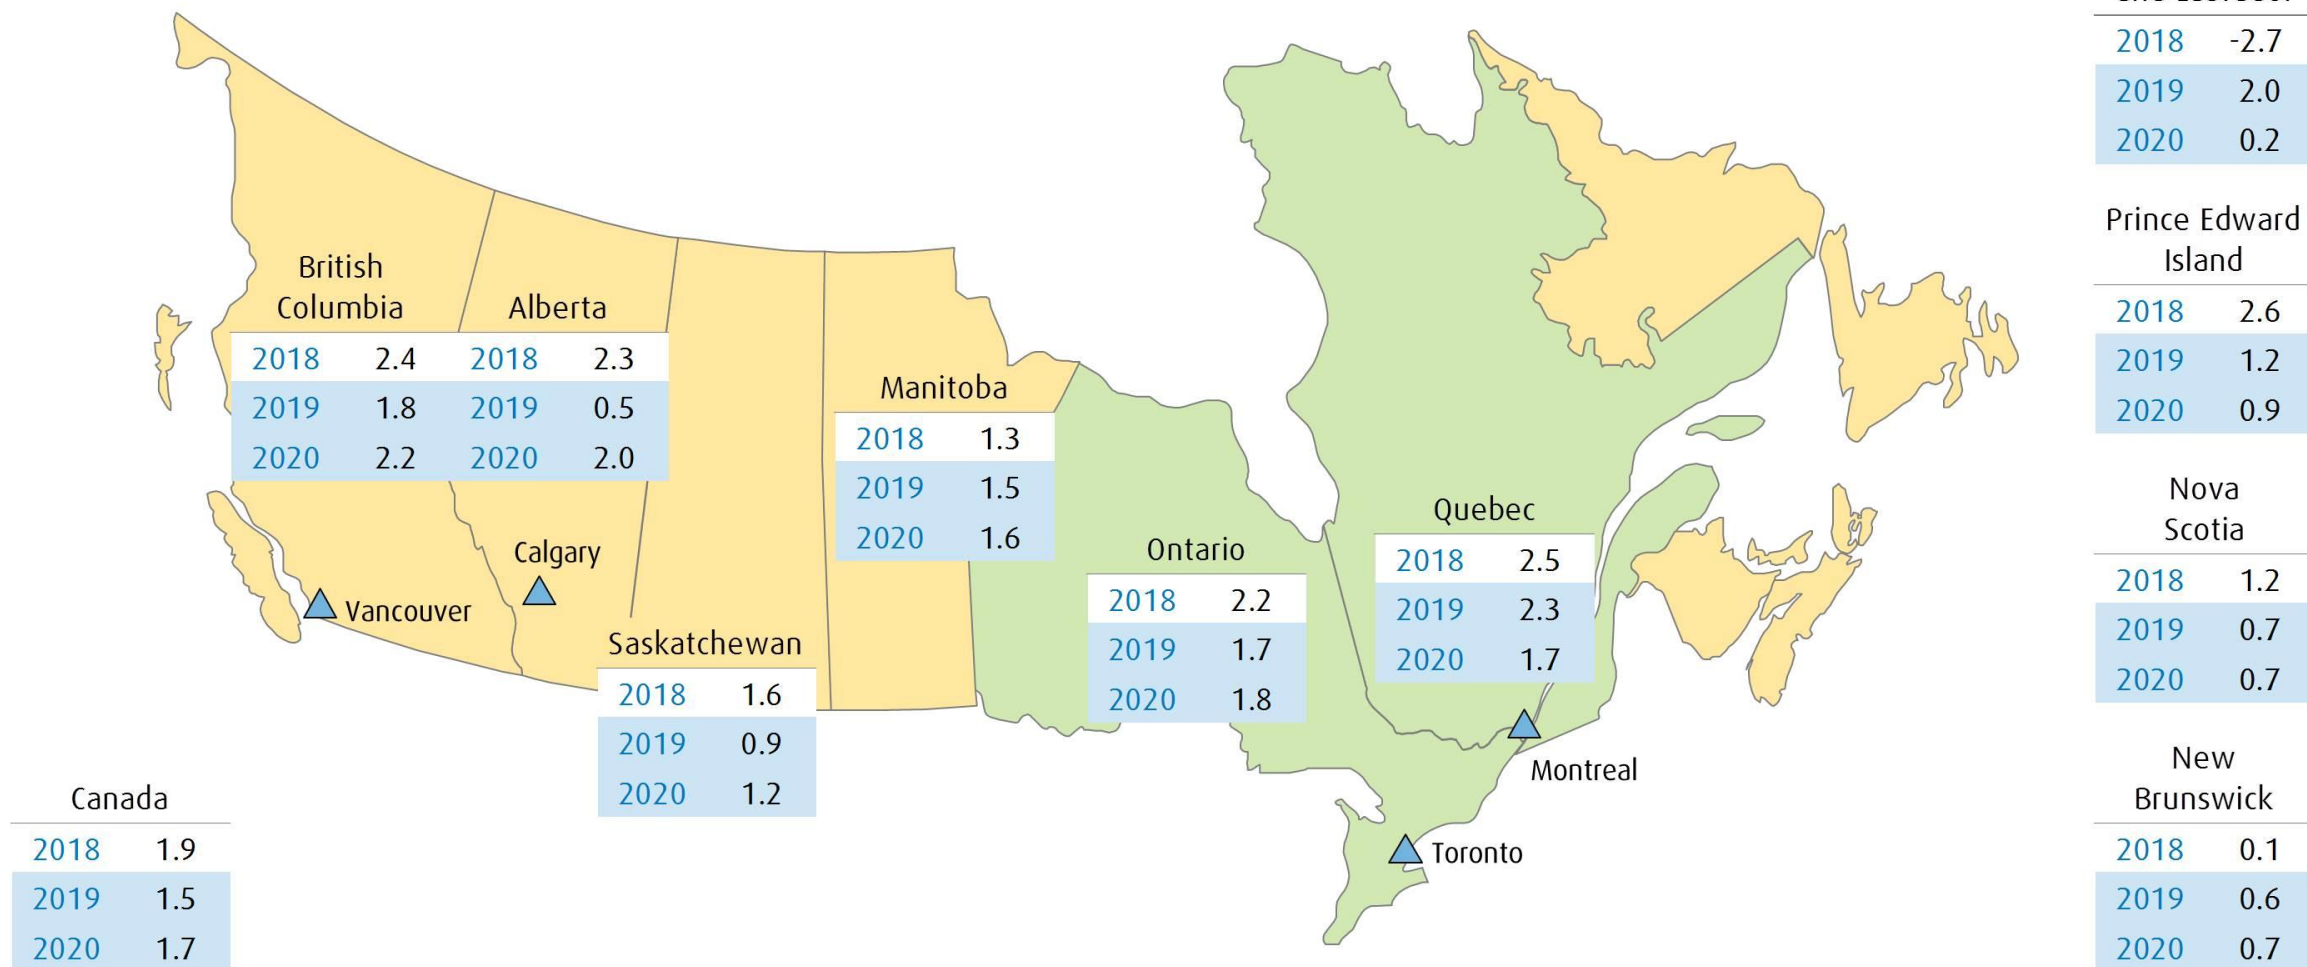 2018 -2.7
2019 2.0
2020 0.2
Prince Edward
Island
2018 2.6
2019 1.2
2020 0.9
Nova
Scotia
2018 1.2
2019 0.7
2020 0.7
New
Brunswick
2018 0.1
2019 0.6
2020 0.7
British
Columbia
2018 2.4
2019 1.8
2020 2.2
Alberta
2018 2.3
2019 0.5
2020 2.0
Manitoba
2018 1.3
2019 1.5
2020 1.6
Quebec
2018 2.5
2019 2.3
2020 1.7
Ontario
2018 2.2
2019 1.7
2020 1.8
Calgary
Vancouver
Saskatchewan
2018 1.6
2019 0.9
2020 1.2
Montreal
Toronto
Canada
2018 1.9
2019 1.5
2020 1.7